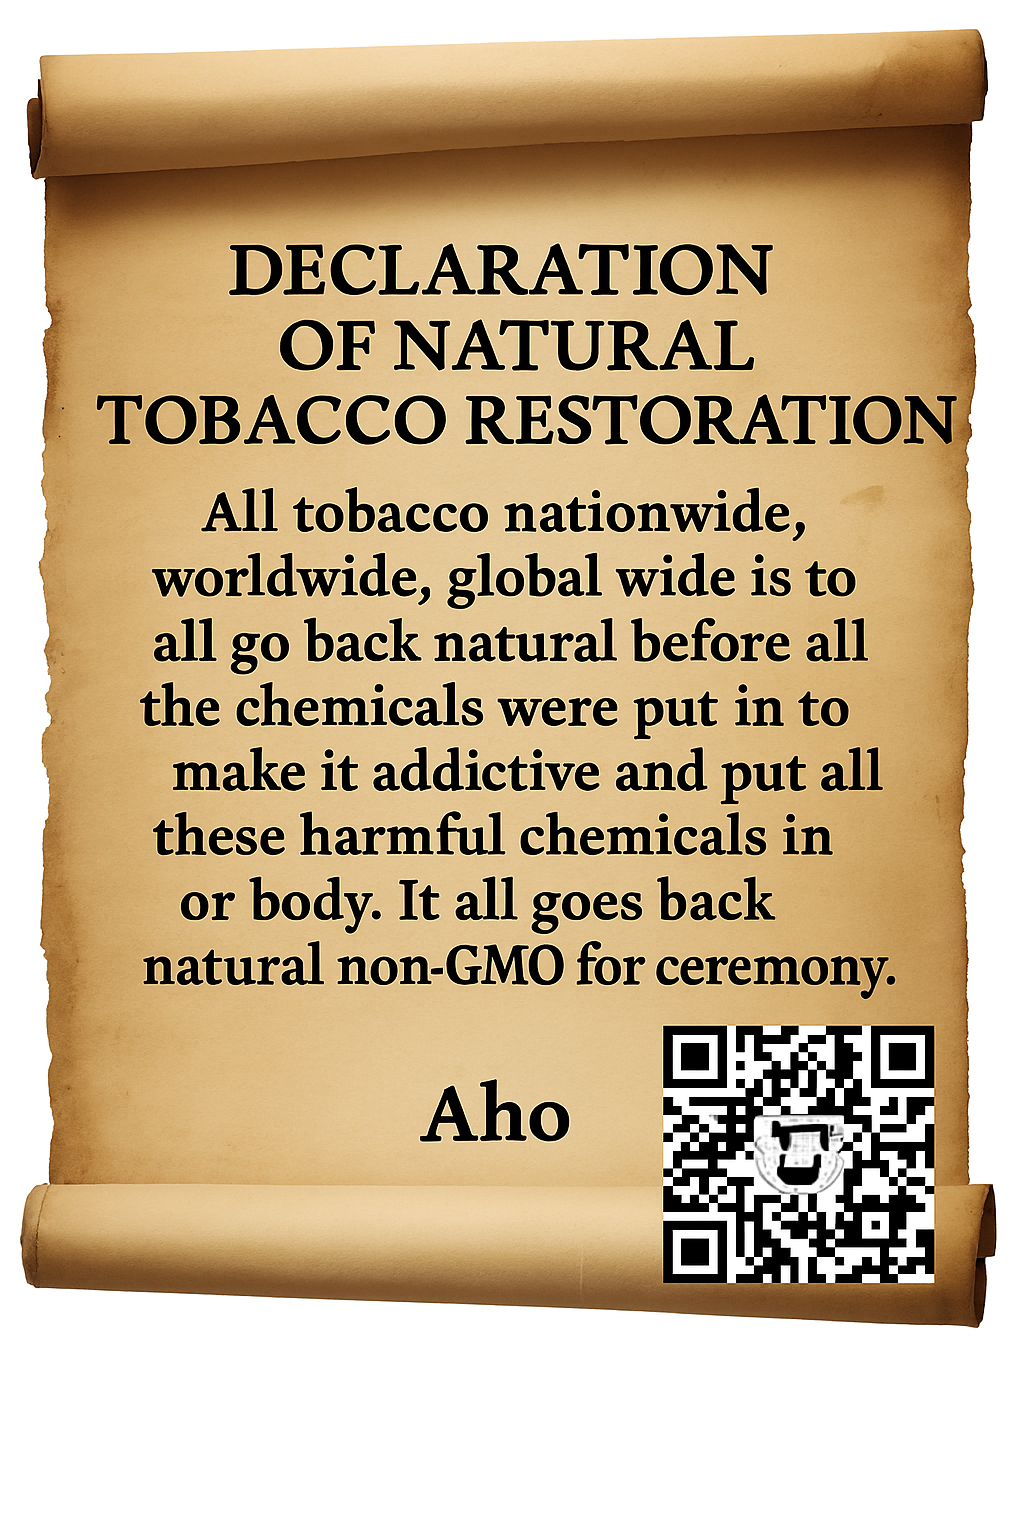 DECLARATION
OF NATURAL
TOBACCO RESTORATION
All tobacco nationwide,
worldwide, global wide is to
all go back natural before all
the chemicals were put in to
make it addictive and put all
these harmful chemicals in
or body. It all goes back
natural non-GMO for ceremony.
Aho